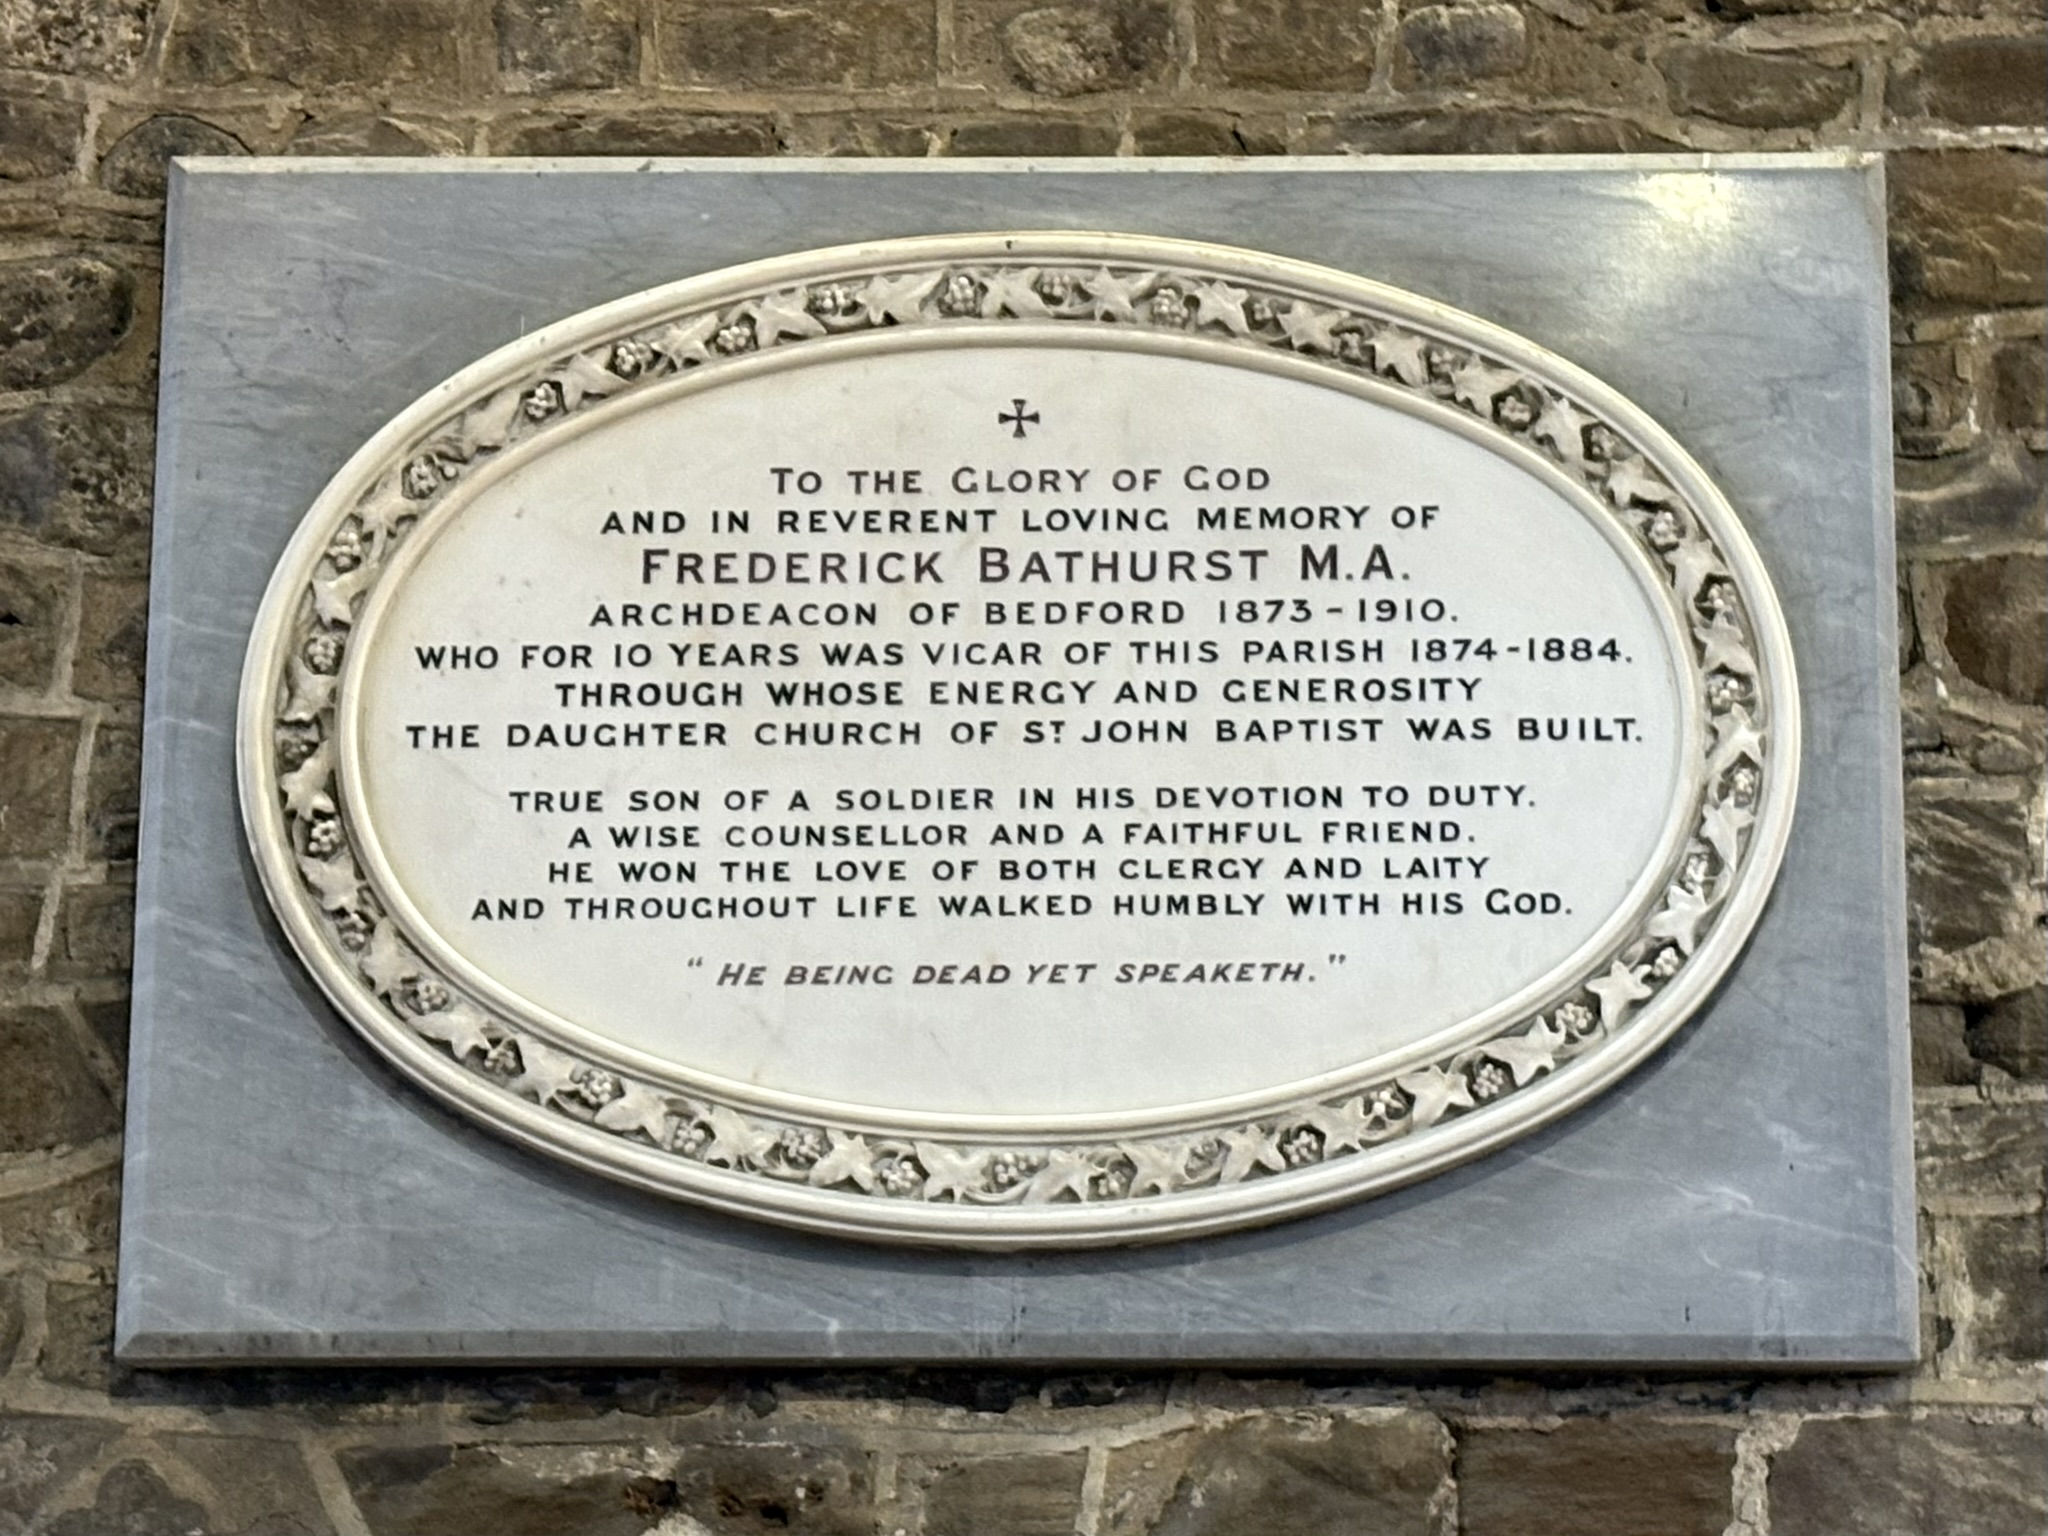 TO THE GLORY OF GOD
AND IN REVERENT LOVING MEMORY OF
FREDERICK BATHURST M.A.
ARCHDEACON OF BEDFORD 1873-1910.
WHO FOR 10 YEARS WAS VICAR OF THIS PARISH 1874-1884.
THROUGH WHOSE ENERGY AND GENEROSITY
THE DAUGHTER CHURCH OF ST JOHN BAPTIST WAS BUILT.
TRUE SON OF A SOLDIER IN HIS DEVOTION TO DUTY.
A WISE COUNSELLOR AND A FAITHFUL FRIEND.
HE WON THE LOVE OF BOTH CLERGY AND LAITY
AND THROUGHOUT LIFE WALKED HUMBLY WITH HIS GOD.
"HE BEING DEAD YET SPEAKETH."